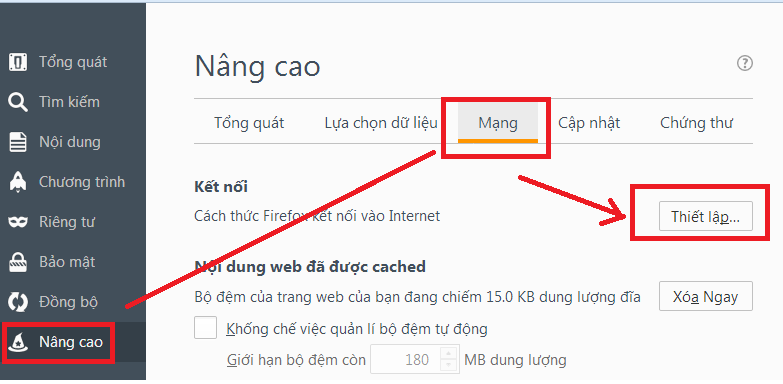 Tổng quát
Tìm kiếm
Nội dung
Chương trình
Riêng tư
Bảo mật
Đồng bộ
Nâng cao
Nâng cao
Tổng quát Lựa chọn dữ liệu Mạng Cập nhật Chứng thư
Kết nối
Cách thức Firefox kết nối vào Internet Thiết lập...
Nội dung web đã được cached
Bộ đệm của trang web của bạn đang chiếm 15.0 KB dung lượng đĩa Xóa Ngay
Khống chế việc quản lí bộ đệm tự động
Giới hạn bộ đệm còn 180 MB dung lượng